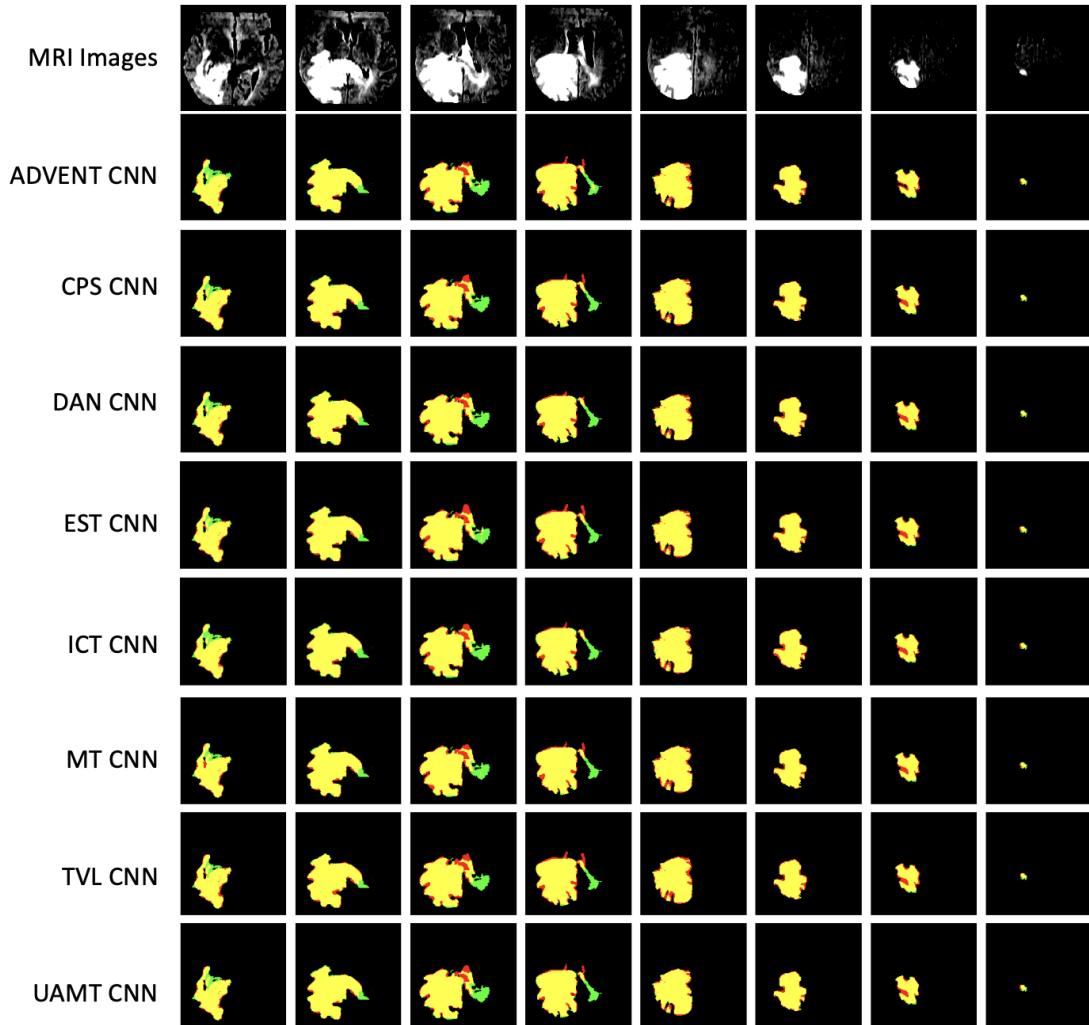 MRI Images
ADVENT CNN
CPS CNN
DAN CNN
EST CNN
ICT CNN
MT CNN
TVL CNN
UAMT CNN